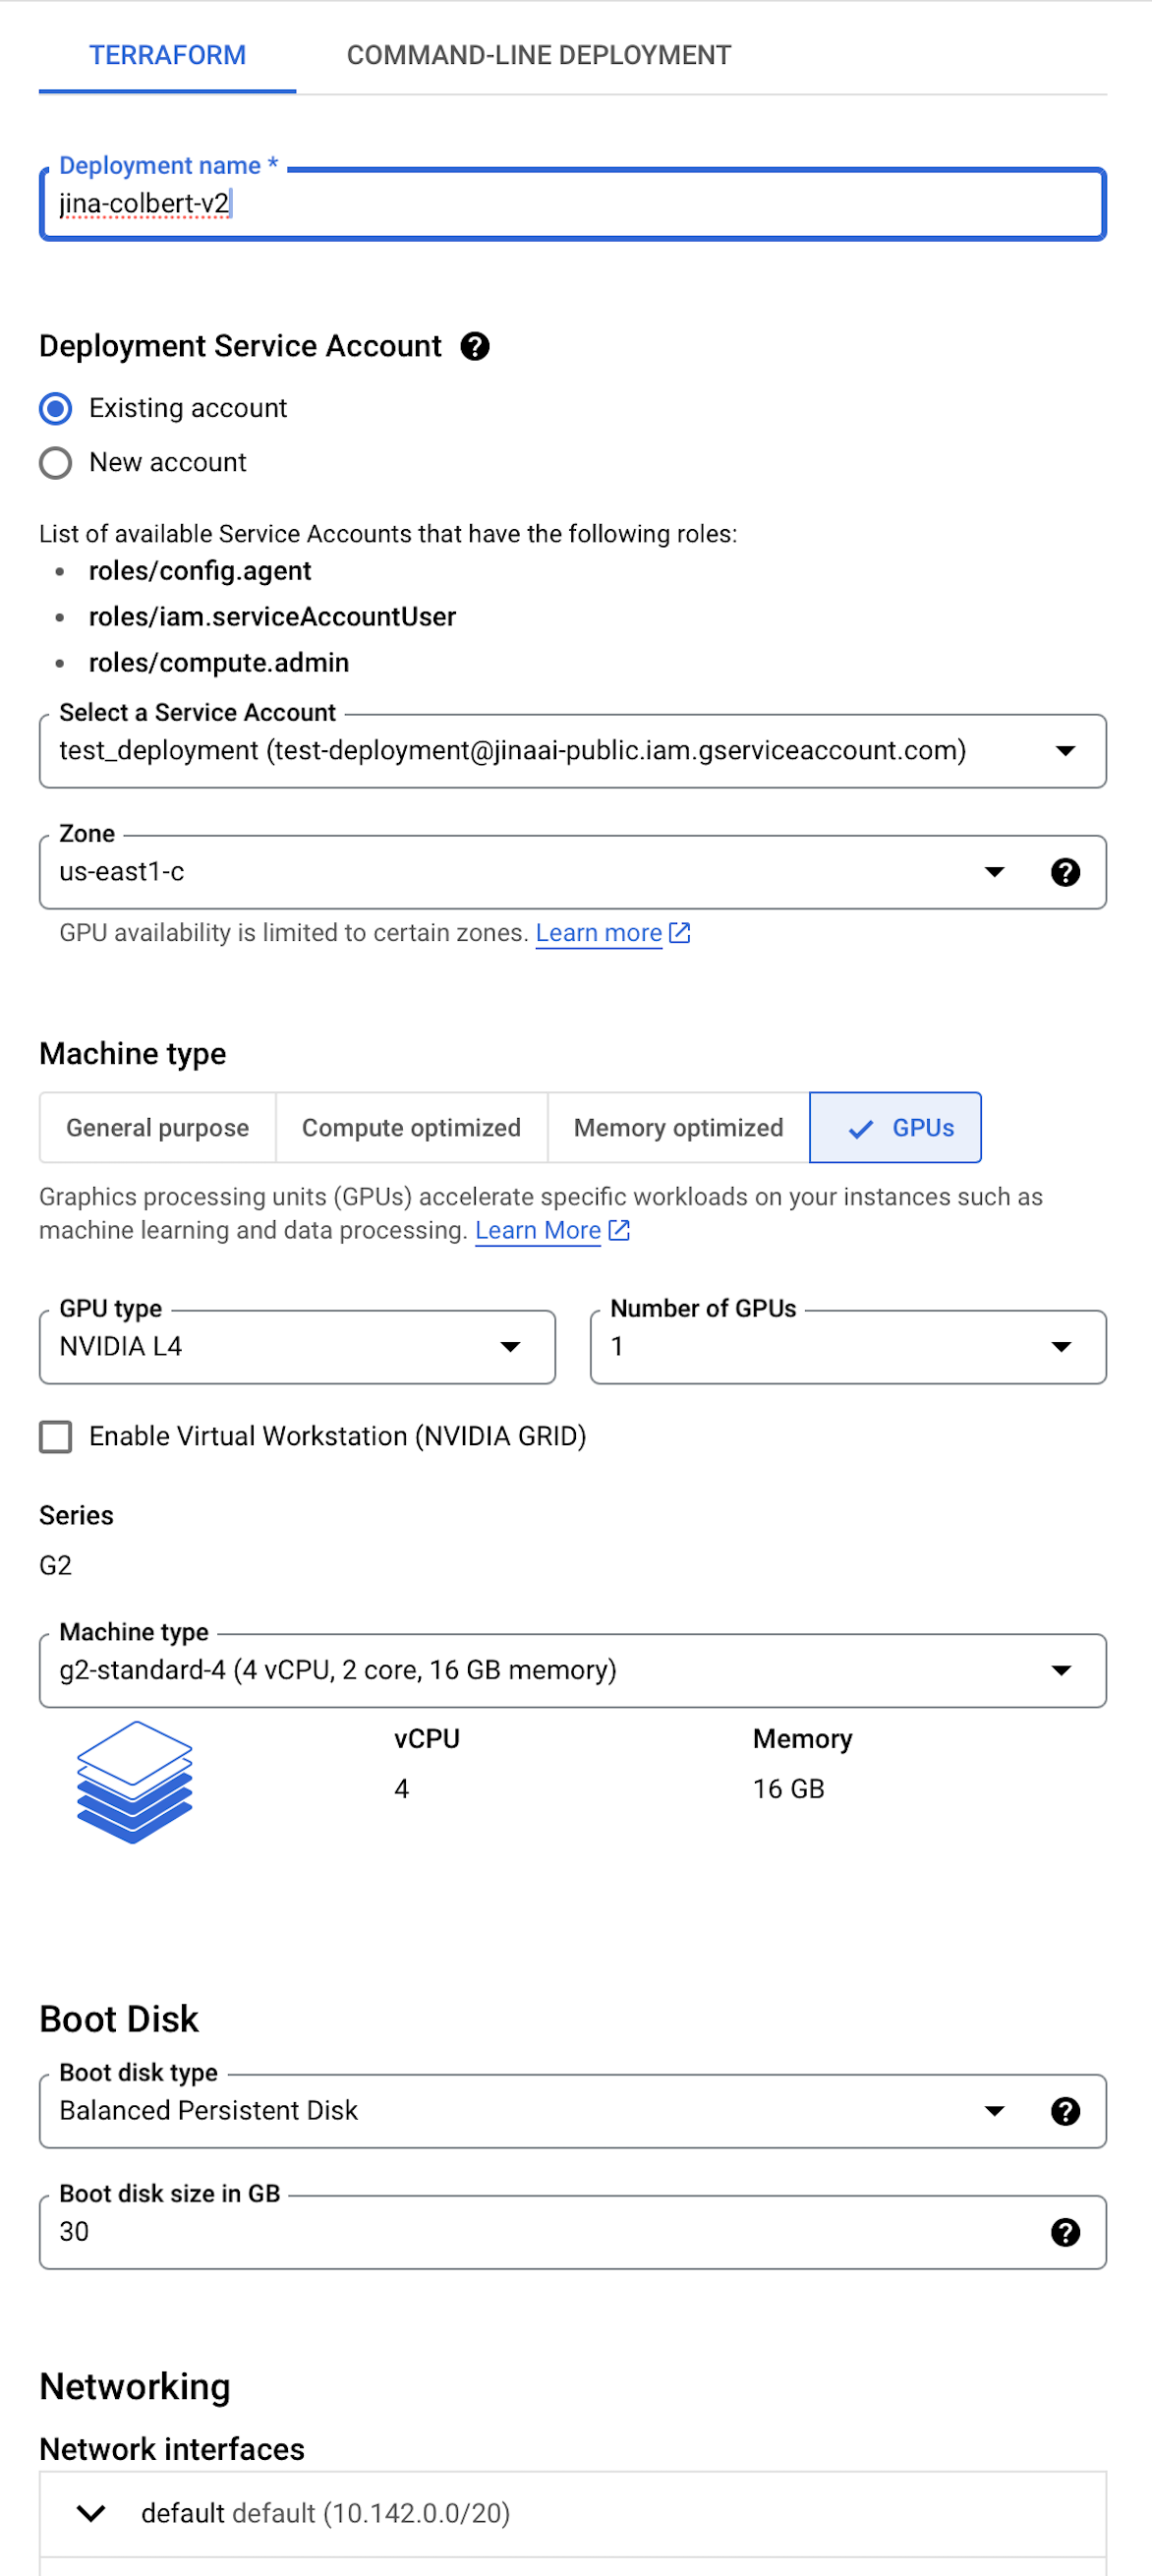 TERRAFORM COMMAND-LINE DEPLOYMENT
Deployment name *
jina-colbert-v2
Deployment Service Account
Existing account
New account
List of available Service Accounts that have the following roles:
• roles/config.agent
• roles/iam.serviceAccountUser
• roles/compute.admin
Select a Service Account
test_deployment (test-deployment@jinaai-public.iam.gserviceaccount.com)
Zone
us-east1-c
GPU availability is limited to certain zones. Learn more
Machine type
General purpose Compute optimized Memory optimized GPUs
Graphics processing units (GPUs) accelerate specific workloads on your instances such as
machine learning and data processing. Learn More
GPU type Number of GPUs
NVIDIA L4 1
Enable Virtual Workstation (NVIDIA GRID)
Series
G2
Machine type
g2-standard-4 (4 vCPU, 2 core, 16 GB memory)
vCPU Memory
4 16 GB
Boot Disk
Boot disk type
Balanced Persistent Disk
Boot disk size in GB
30
Networking
Network interfaces
default default (10.142.0.0/20)